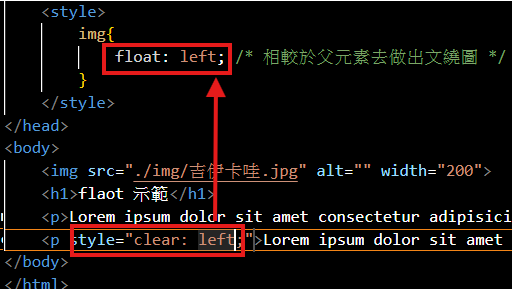 <style>
img{
float: left; /* 相較於父元素去做出文繞圖 */
}
</style>
</head>
<body>
<img src="./img/吉伊卡哇.jpg" alt="" width="200">
<h1>flaot 示範</h1>
<p>Lorem ipsum dolor sit amet consectetur adipisici
<p style="clear: left;">Lorem ipsum dolor sit amet
</body>
</html>